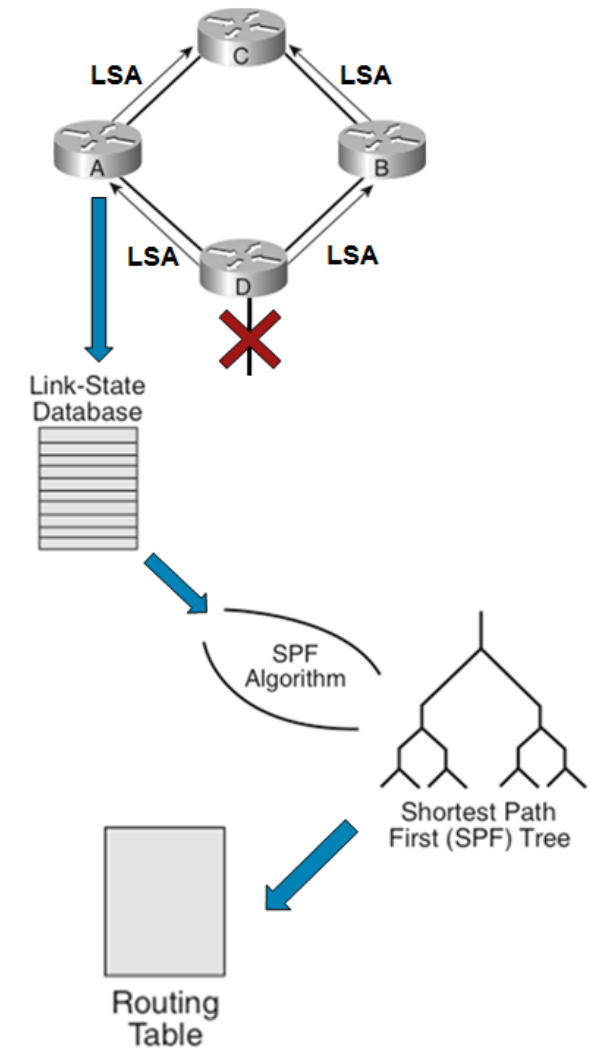 C
LSA
LSA
A
B
LSA
LSA
D
Link-State
Database
SPF
Algorithm
Shortest Path
First (SPF) Tree
Routing
Table